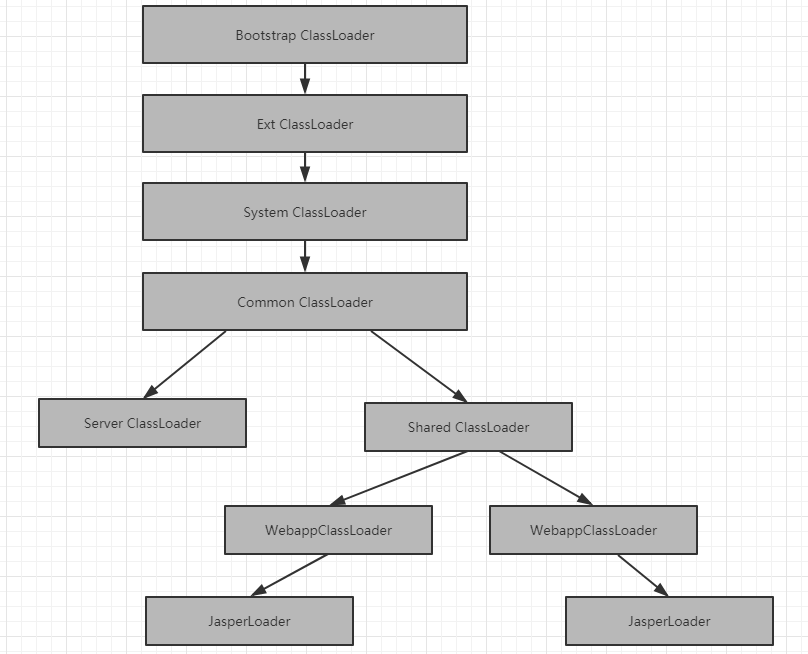 Bootstrap ClassLoader
Ext ClassLoader
System ClassLoader
Common ClassLoader
Server ClassLoader
Shared ClassLoader
WebappClassLoader
WebappClassLoader
JasperLoader
JasperLoader